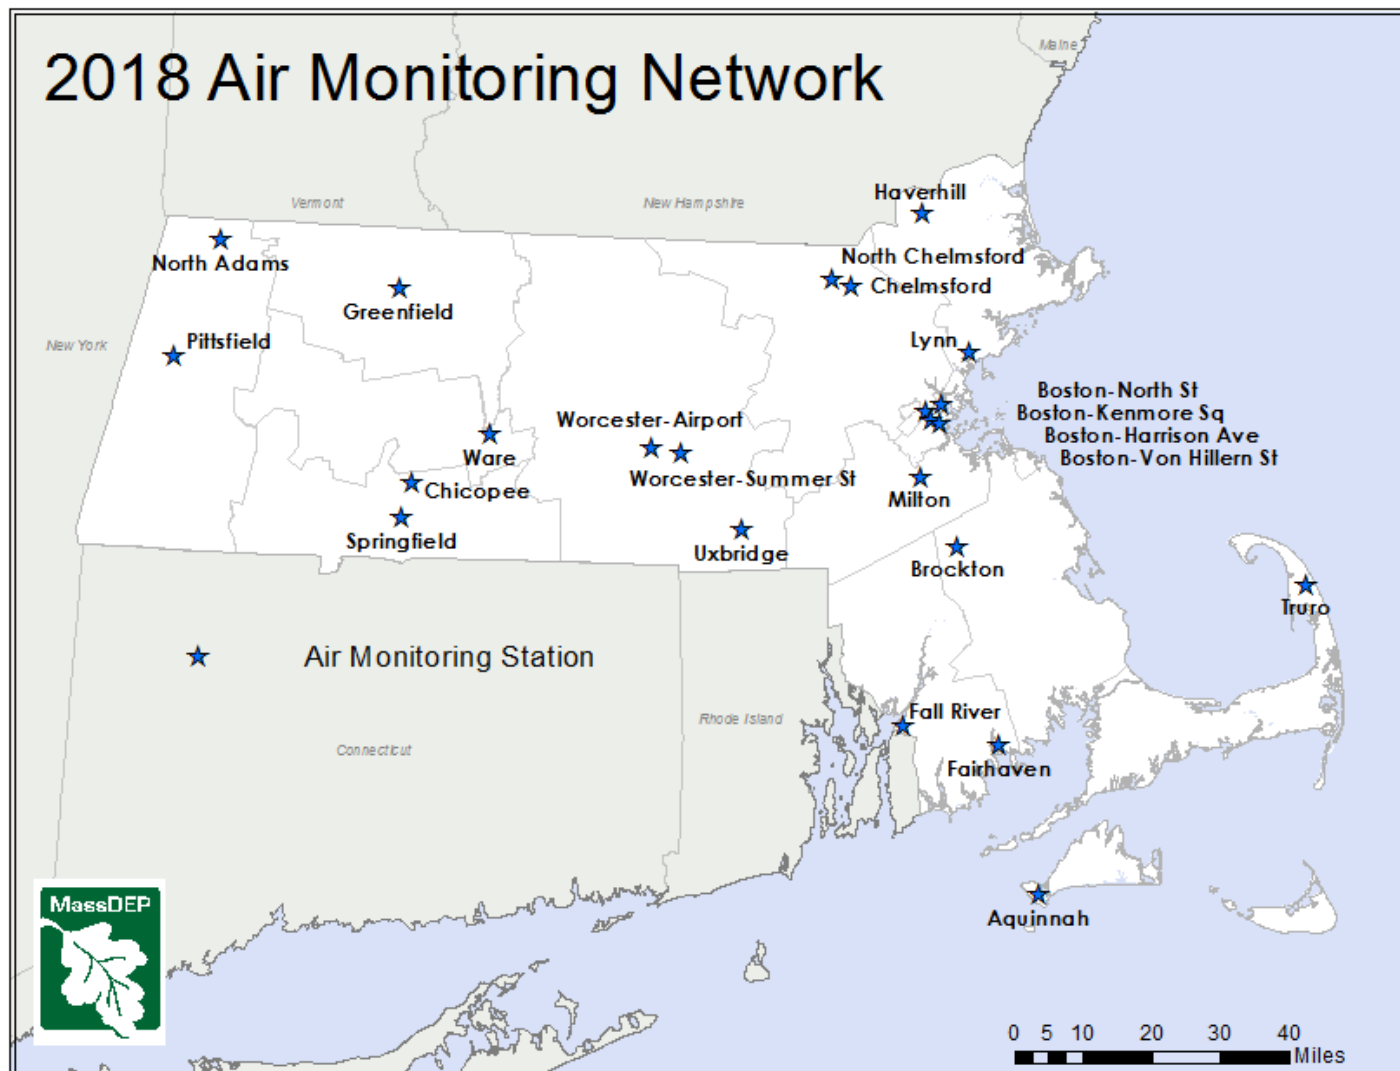 2018 Air Monitoring Network
Maine
Vermont
New Hampshire
Haverhill
North Adams
North Chelmsford
Chelmsford
Greenfield
New York
Pittsfield
Lynn
Boston-North St
Boston-Kenmore Sq
Boston-Harrison Ave
Boston-Von Hillern St
Worcester-Airport
Ware
Worcester-Summer St
Chicopee
Milton
Springfield
Uxbridge
Brockton
Truro
Air Monitoring Station
Fall River
Rhode Island
Connecticut
Fairhaven
MassDEP
Aquinnah
0 5 10 20 30 40
Miles